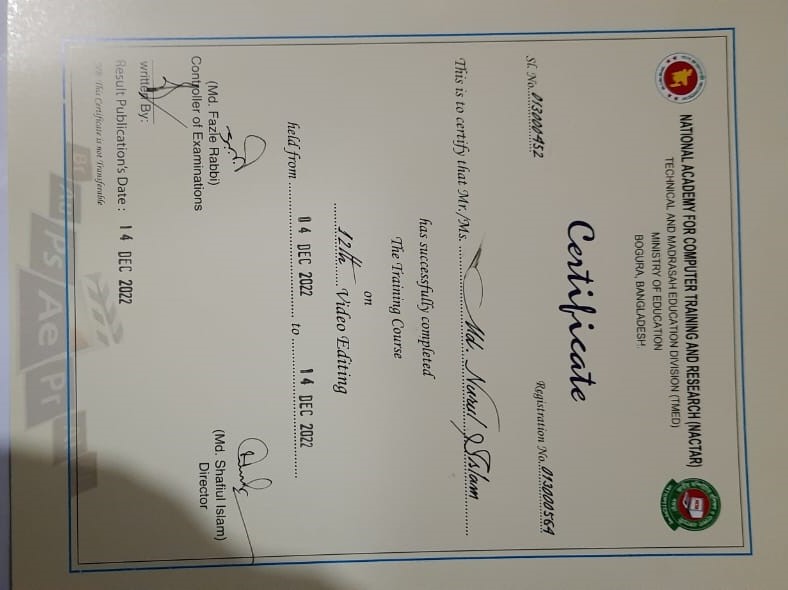 NATIONAL ACADEMY FOR COMPUTER TRAINING AND RESEARCH (NACTAR)
TECHNICAL AND MADRASAH EDUCATION DIVISION (TMED)
MINISTRY OF EDUCATION
BOGURA, BANGLADESH.
Certificate
Sl. No. 013000452 Registration No. 013000564
This is to certify that Mr./Ms. Md. Nurul Islam
has successfully completed
The Training Course
on
12th Video Editing
held from 04 DEC 2022 to 14 DEC 2022
(Md. Fazle Rabbi)
Controller of Examinations
(Md. Shafiul Islam)
Director
written By:
Result Publication's Date : 14 DEC 2022
This Certificate is not Transferable
Br Au Ps Ae Pr